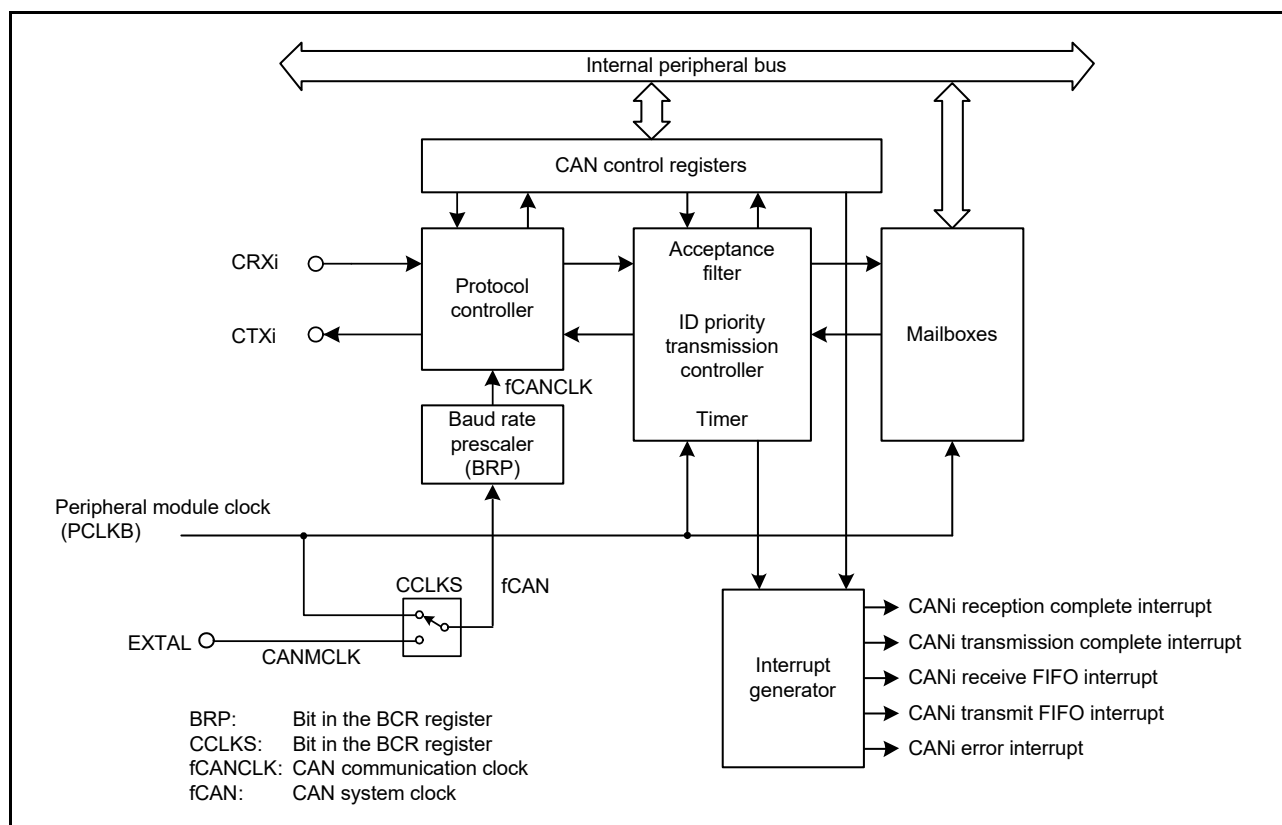 Internal peripheral bus
CAN control registers
CRXi
CTXi
Protocol
controller
Acceptance
filter
ID priority
transmission
controller
Timer
Mailboxes
fCANCLK
Baud rate
prescaler
(BRP)
Peripheral module clock
(PCLKB)
CCLKS
fCAN
EXTAL
CANMCLK
Interrupt
generator
CANi reception complete interrupt
CANi transmission complete interrupt
CANi receive FIFO interrupt
CANi transmit FIFO interrupt
CANi error interrupt
BRP: Bit in the BCR register
CCLKS: Bit in the BCR register
fCANCLK: CAN communication clock
fCAN: CAN system clock